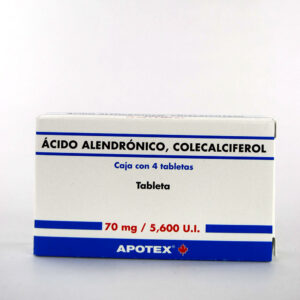 ÁCIDO ALENDRÓNICO, COLECALCIFEROL
Caja con 4 tabletas
Tableta
70 mg / 5,600 U.I.
APOTEX